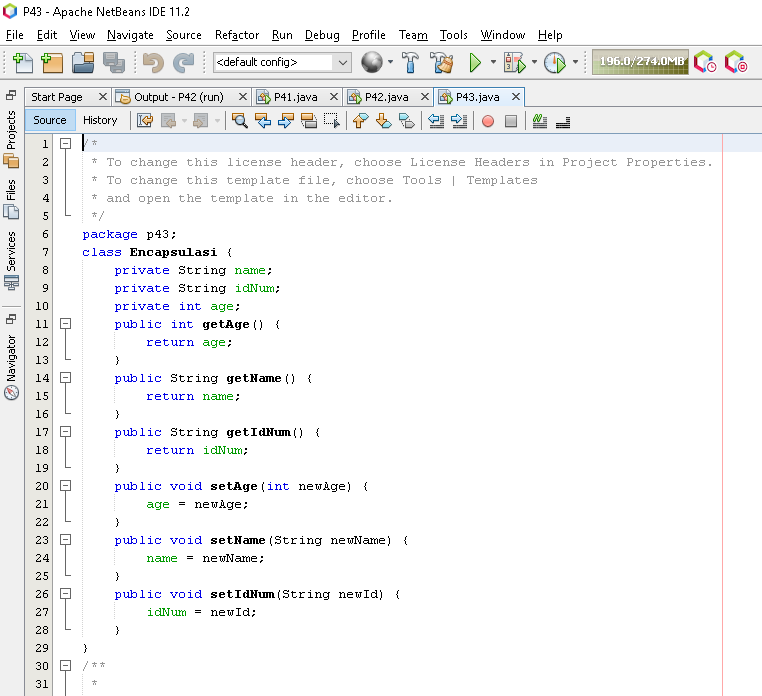 P43 - Apache NetBeans IDE 11.2
File Edit View Navigate Source Refactor Run Debug Profile Team Tools Window Help
<default config> 196.0/274.0MB
Start Page Output - P42 (run) P41.java P42.java P43.java
Source History
Projects
Files
Services
Navigator
1 /*
2  * To change this license header, choose License Headers in Project Properties.
3  * To change this template file, choose Tools | Templates
4  * and open the template in the editor.
5  */
6 package p43;
7 class Encapsulasi {
8     private String name;
9     private String idNum;
10     private int age;
11     public int getAge() {
12         return age;
13     }
14     public String getName() {
15         return name;
16     }
17     public String getIdNum() {
18         return idNum;
19     }
20     public void setAge(int newAge) {
21         age = newAge;
22     }
23     public void setName(String newName) {
24         name = newName;
25     }
26     public void setIdNum(String newId) {
27         idNum = newId;
28     }
29 }
30 /**
31  *